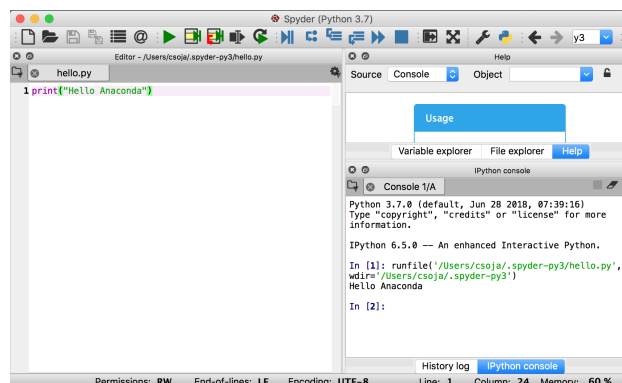 Spyder (Python 3.7)
y3
Editor - /Users/csoja/.spyder-py3/hello.py
hello.py
1 print("Hello Anaconda")
Help
Source Console Object
Usage
Variable explorer File explorer Help
IPython console
Console 1/A
Python 3.7.0 (default, Jun 28 2018, 07:39:16)
Type "copyright", "credits" or "license" for more
information.
IPython 6.5.0 -- An enhanced Interactive Python.
In [1]: runfile('/Users/csoja/.spyder-py3/hello.py',
wdir='/Users/csoja/.spyder-py3')
Hello Anaconda
In [2]:
History log IPython console
Permissions: RW End-of-lines: LF Encoding: UTF-8 Line: 1 Column: 24 Memory: 60 %